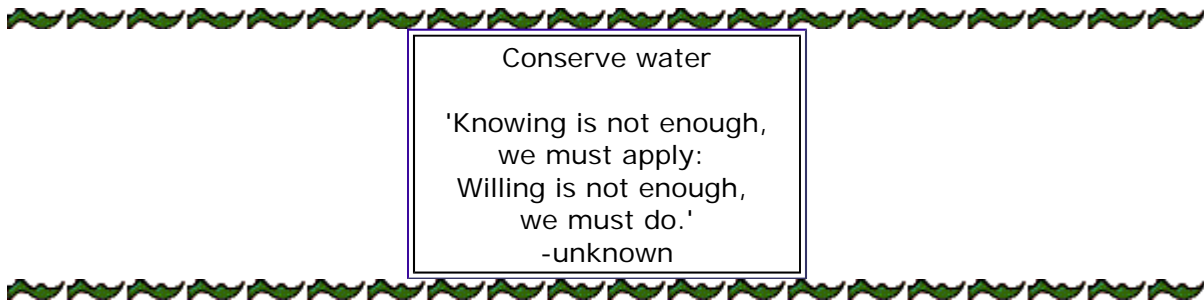 Conserve water
'Knowing is not enough,
we must apply:
Willing is not enough,
we must do.'
-unknown